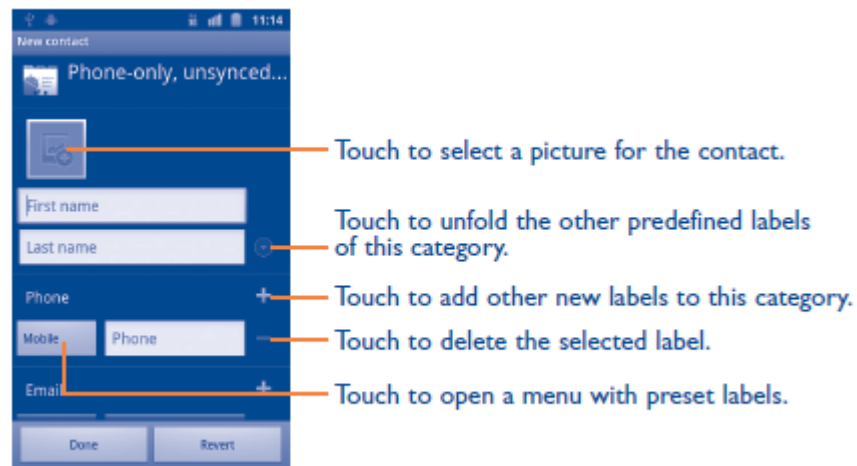 11:14
New contact
Phone-only, unsynced...
Touch to select a picture for the contact.
First name
Last name
Touch to unfold the other predefined labels
of this category.
Phone
Touch to add other new labels to this category.
Mobile
Phone
Touch to delete the selected label.
Email
Touch to open a menu with preset labels.
Done
Revert